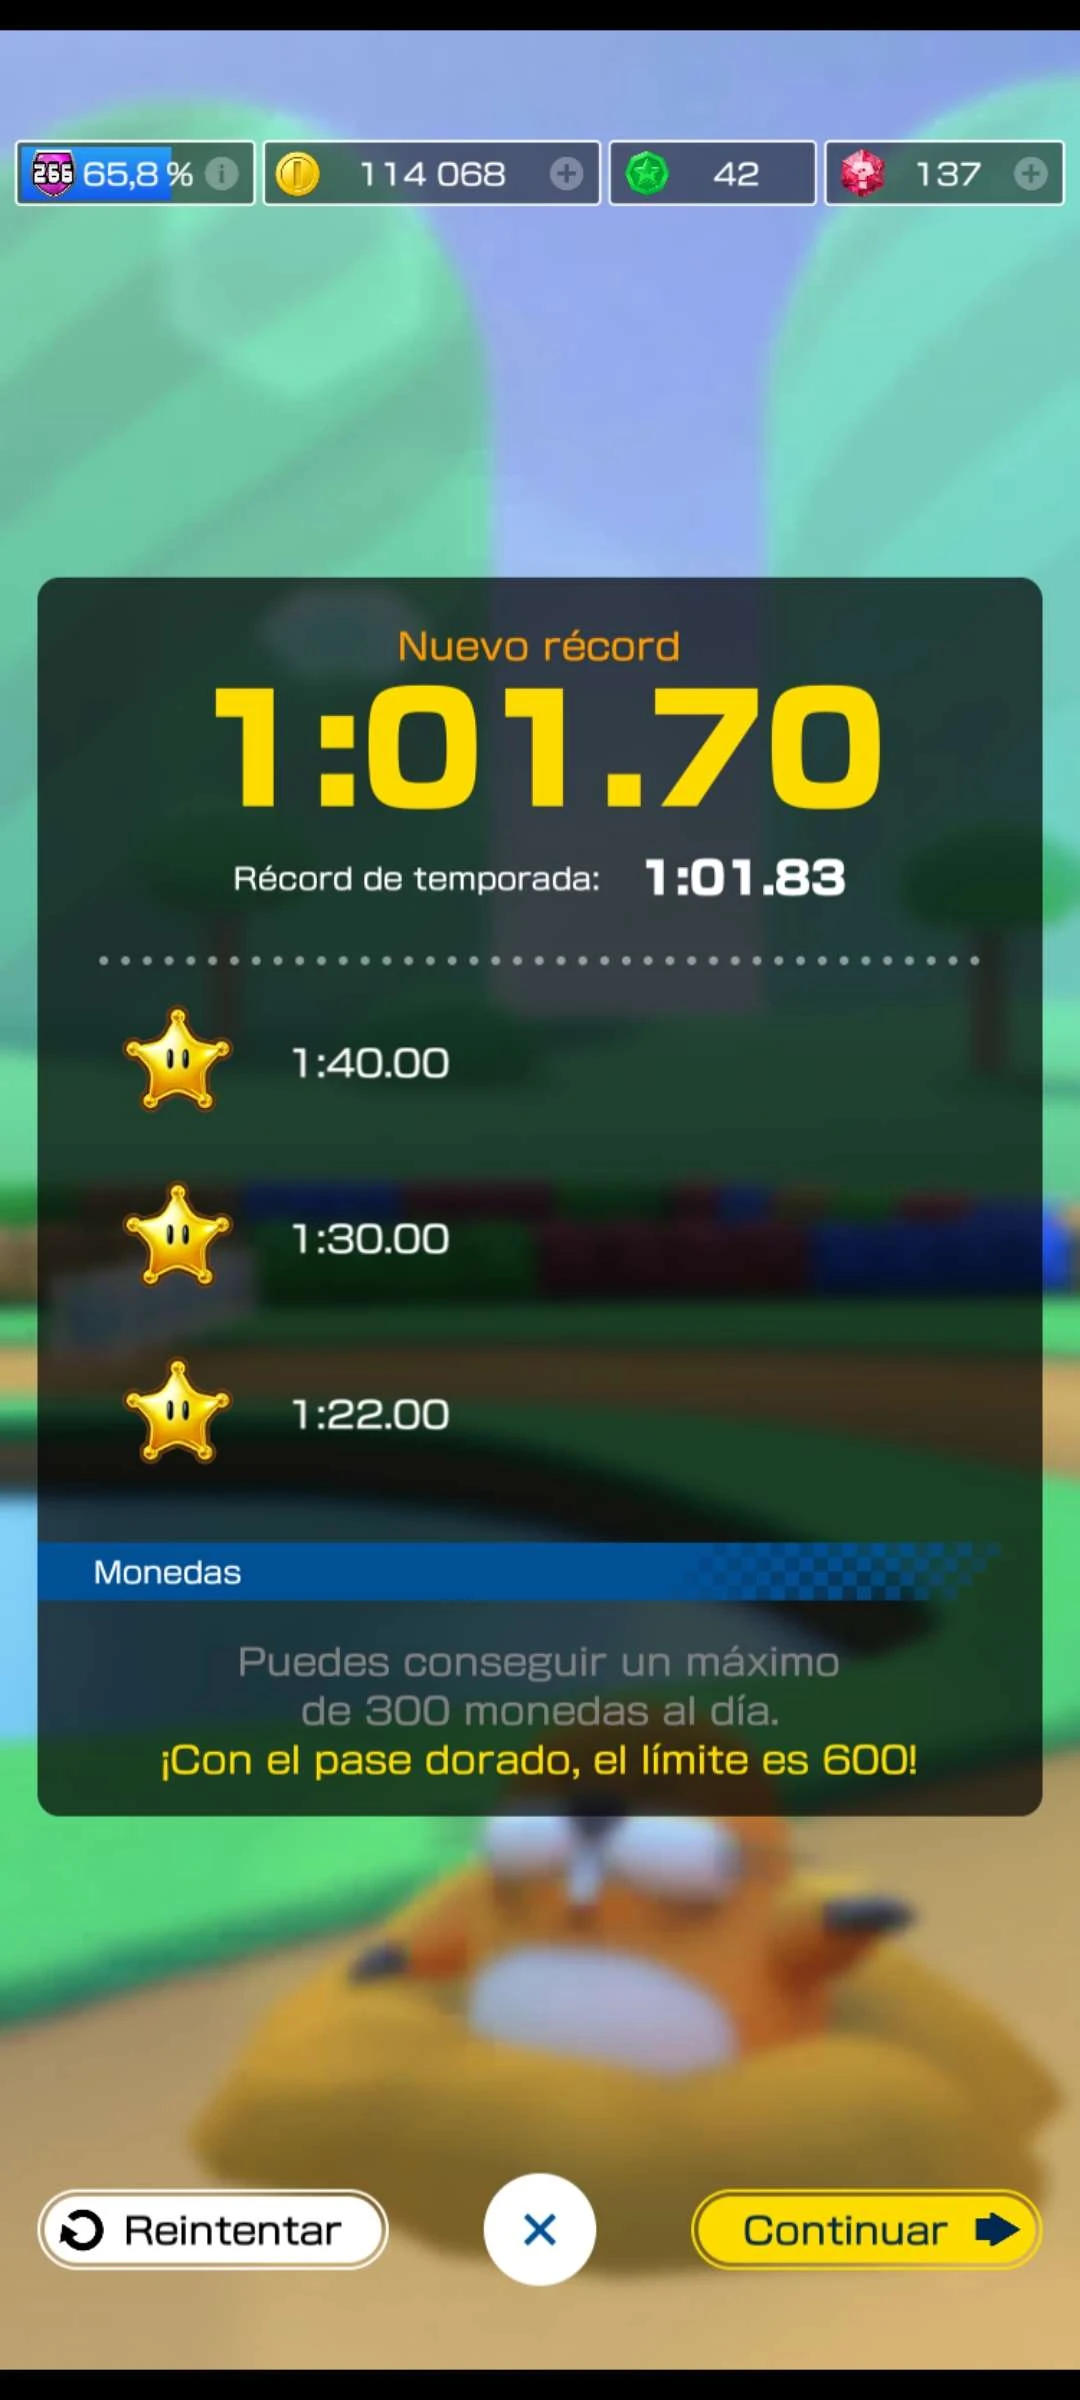 266 65,8 % i 114 068 + 42 137 +
Nuevo récord
1:01.70
Récord de temporada: 1:01.83
1:40.00
1:30.00
1:22.00
Monedas
Puedes conseguir un máximo
de 300 monedas al día.
¡Con el pase dorado, el límite es 600!
Reintentar × Continuar